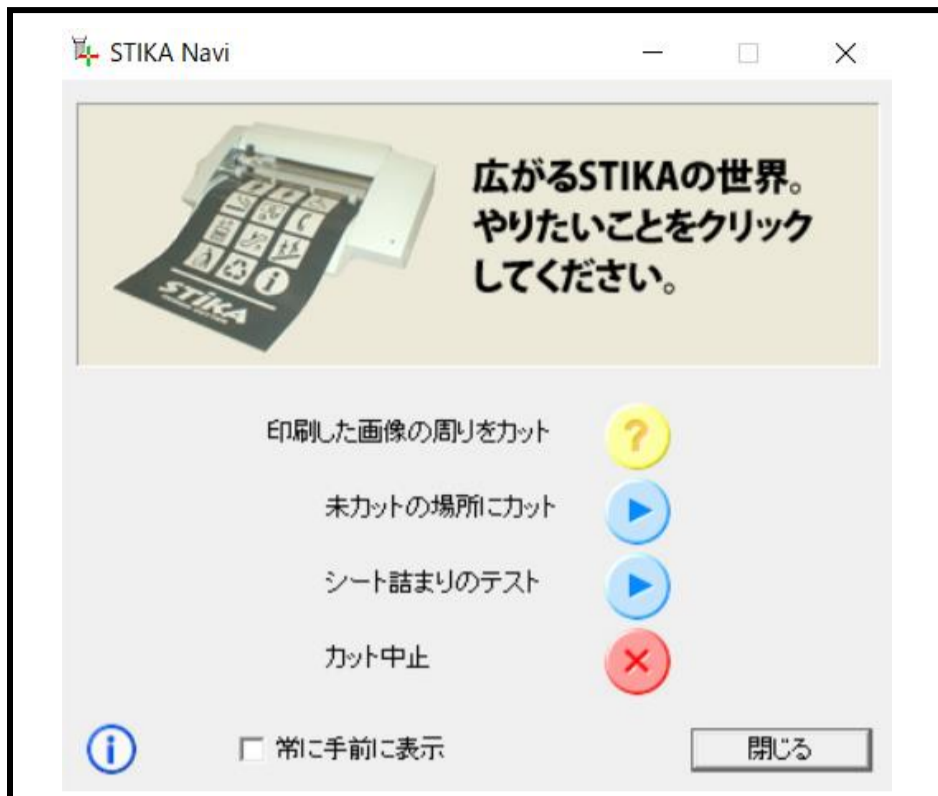 STIKA Navi
広がるSTIKAの世界。
やりたいことをクリック
してください。
STIKA
印刷した画像の周りをカット
?
未カットの場所にカット
シート詰まりのテスト
カット中止
i
常に手前に表示
閉じる